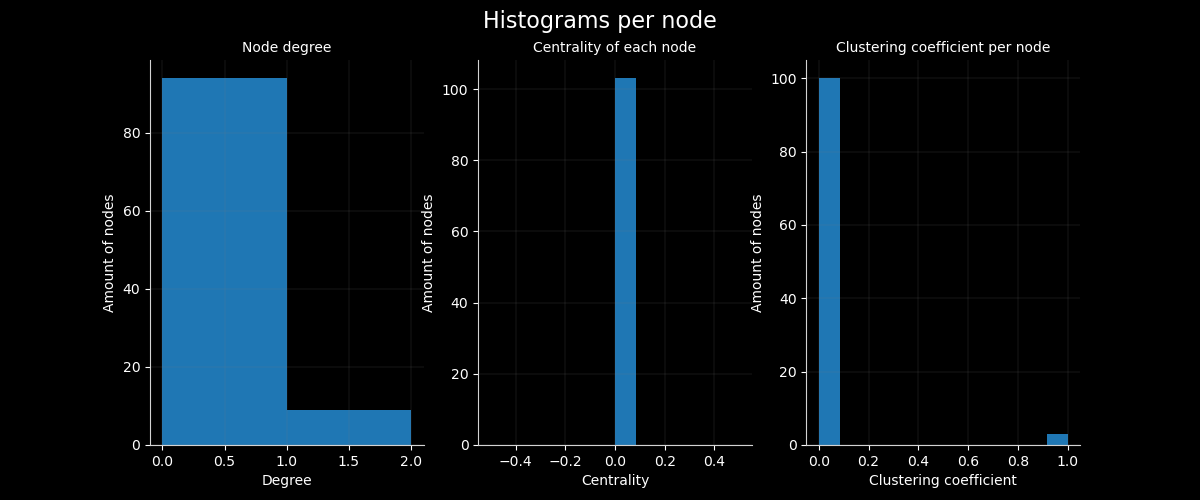 Histograms per node
Node degree
Centrality of each node
Clustering coefficient per node
Amount of nodes
80
60
40
20
0
0.0 0.5 1.0 1.5 2.0
Degree
Amount of nodes
100
80
60
40
20
0
−0.4 −0.2 0.0 0.2 0.4
Centrality
Amount of nodes
100
80
60
40
20
0
0.0 0.2 0.4 0.6 0.8 1.0
Clustering coefficient